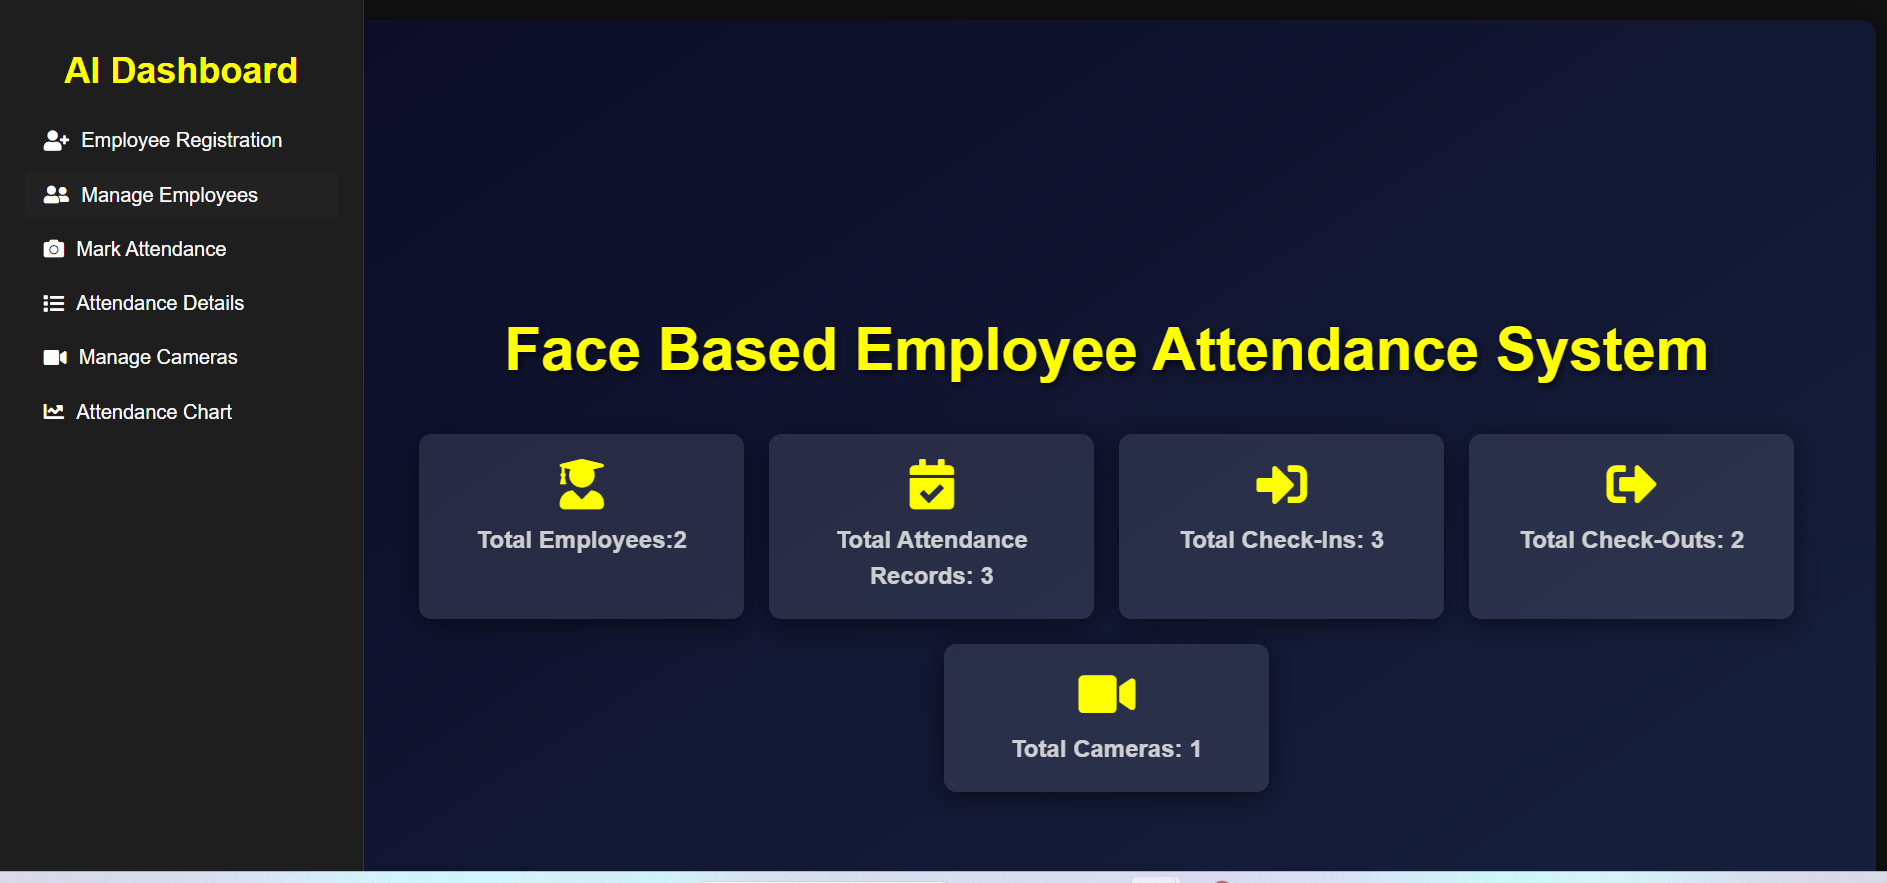 AI Dashboard
Employee Registration
Manage Employees
Mark Attendance
Attendance Details
Manage Cameras
Attendance Chart
Face Based Employee Attendance System
Total Employees:2
Total Attendance
Records: 3
Total Check-Ins: 3
Total Check-Outs: 2
Total Cameras: 1